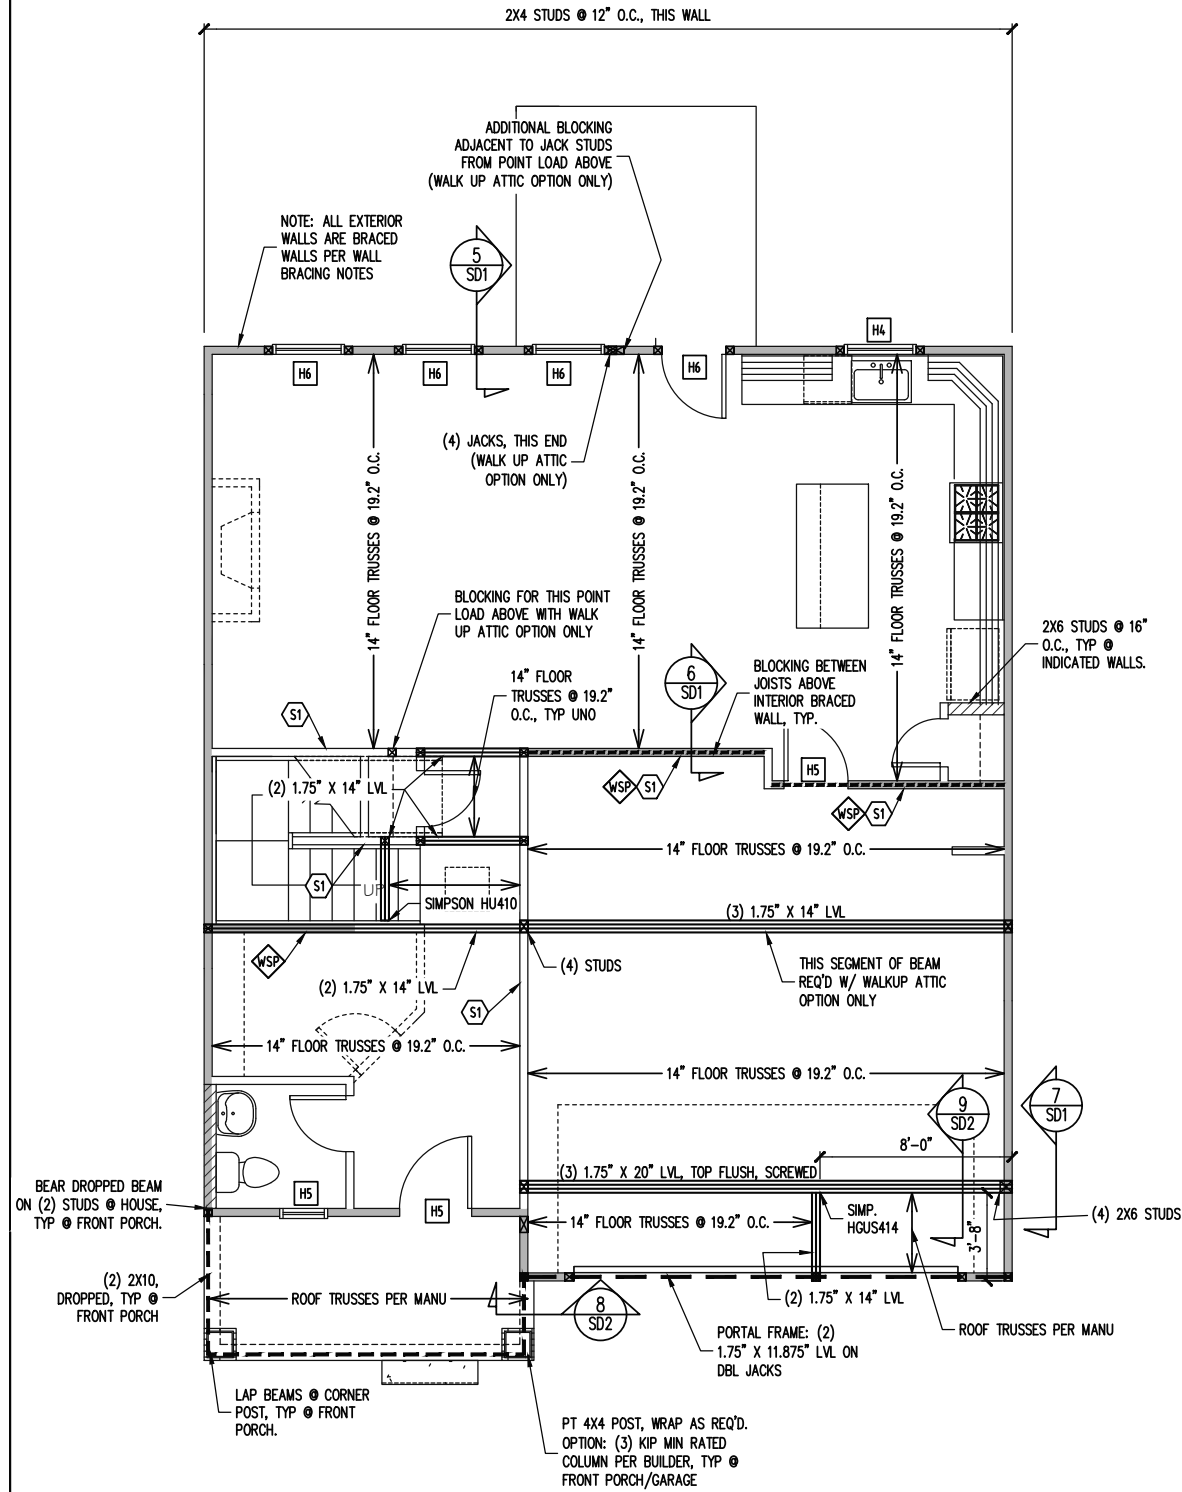 2X4 STUDS @ 12" O.C., THIS WALL
ADDITIONAL BLOCKING
ADJACENT TO JACK STUDS
FROM POINT LOAD ABOVE
(WALK UP ATTIC OPTION ONLY)
NOTE: ALL EXTERIOR
WALLS ARE BRACED
WALLS PER WALL
BRACING NOTES
5
SD1
H4
H6
H6
H6
H6
(4) JACKS, THIS END
(WALK UP ATTIC
OPTION ONLY)
14" FLOOR TRUSSES @ 19.2" O.C.
14" FLOOR TRUSSES @ 19.2" O.C.
14" FLOOR TRUSSES @ 19.2" O.C.
BLOCKING FOR THIS POINT
LOAD ABOVE WITH WALK
UP ATTIC OPTION ONLY
2X6 STUDS @ 16"
O.C., TYP @
INDICATED WALLS.
14" FLOOR
TRUSSES @ 19.2"
O.C., TYP UNO
6
SD1
BLOCKING BETWEEN
JOISTS ABOVE
INTERIOR BRACED
WALL, TYP.
S1
H5
WSP
S1
(2) 1.75" X 14" LVL
WSP
S1
14" FLOOR TRUSSES @ 19.2" O.C.
S1
UP
SIMPSON HU410
(3) 1.75" X 14" LVL
WSP
(4) STUDS
THIS SEGMENT OF BEAM
REQ'D W/ WALKUP ATTIC
OPTION ONLY
(2) 1.75" X 14" LVL
S1
14" FLOOR TRUSSES @ 19.2" O.C.
14" FLOOR TRUSSES @ 19.2" O.C.
9
SD2
7
SD1
8'-0"
(3) 1.75" X 20" LVL, TOP FLUSH, SCREWED
BEAR DROPPED BEAM
ON (2) STUDS @ HOUSE,
TYP @ FRONT PORCH.
H5
H5
14" FLOOR TRUSSES @ 19.2" O.C.
SIMP.
HGUS414
3'-8"
(4) 2X6 STUDS
(2) 2X10,
DROPPED, TYP @
FRONT PORCH
ROOF TRUSSES PER MANU
8
SD2
(2) 1.75" X 14" LVL
ROOF TRUSSES PER MANU
PORTAL FRAME: (2)
1.75" X 11.875" LVL ON
DBL JACKS
LAP BEAMS @ CORNER
POST, TYP @ FRONT
PORCH.
PT 4X4 POST, WRAP AS REQ'D.
OPTION: (3) KIP MIN RATED
COLUMN PER BUILDER, TYP @
FRONT PORCH/GARAGE